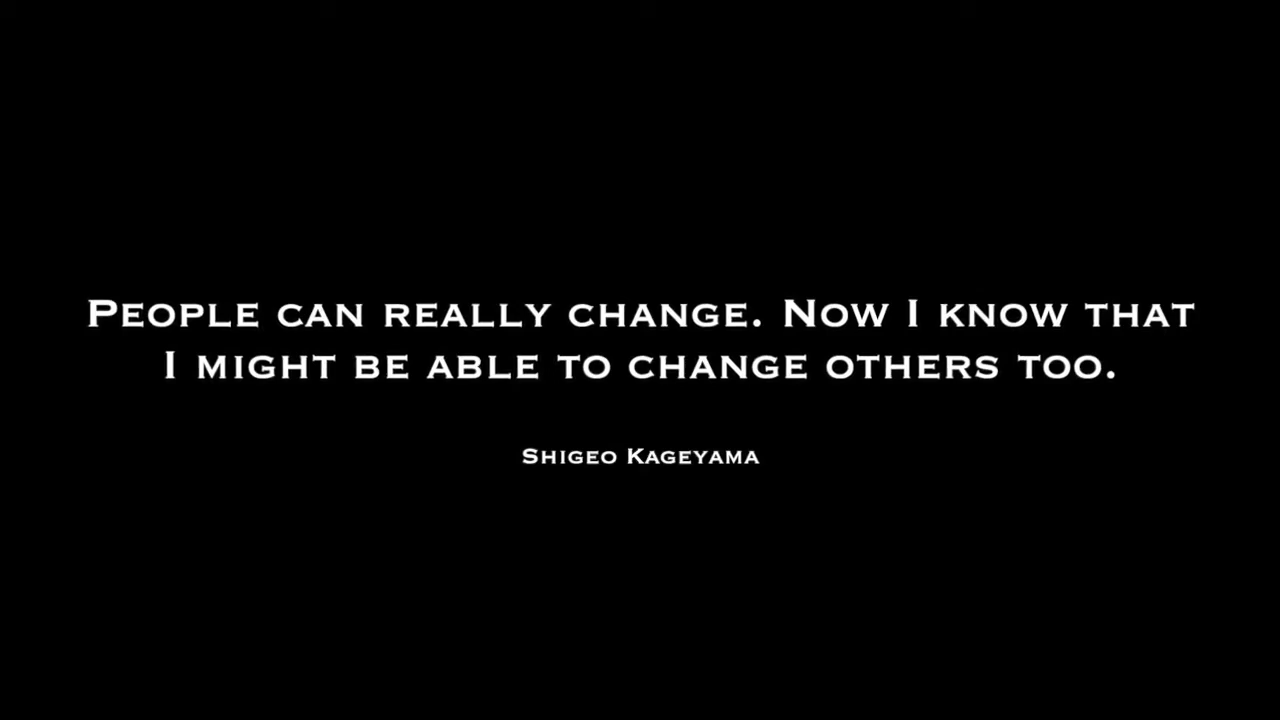 People can really change. Now I know that
I might be able to change others too.
Shigeo Kageyama